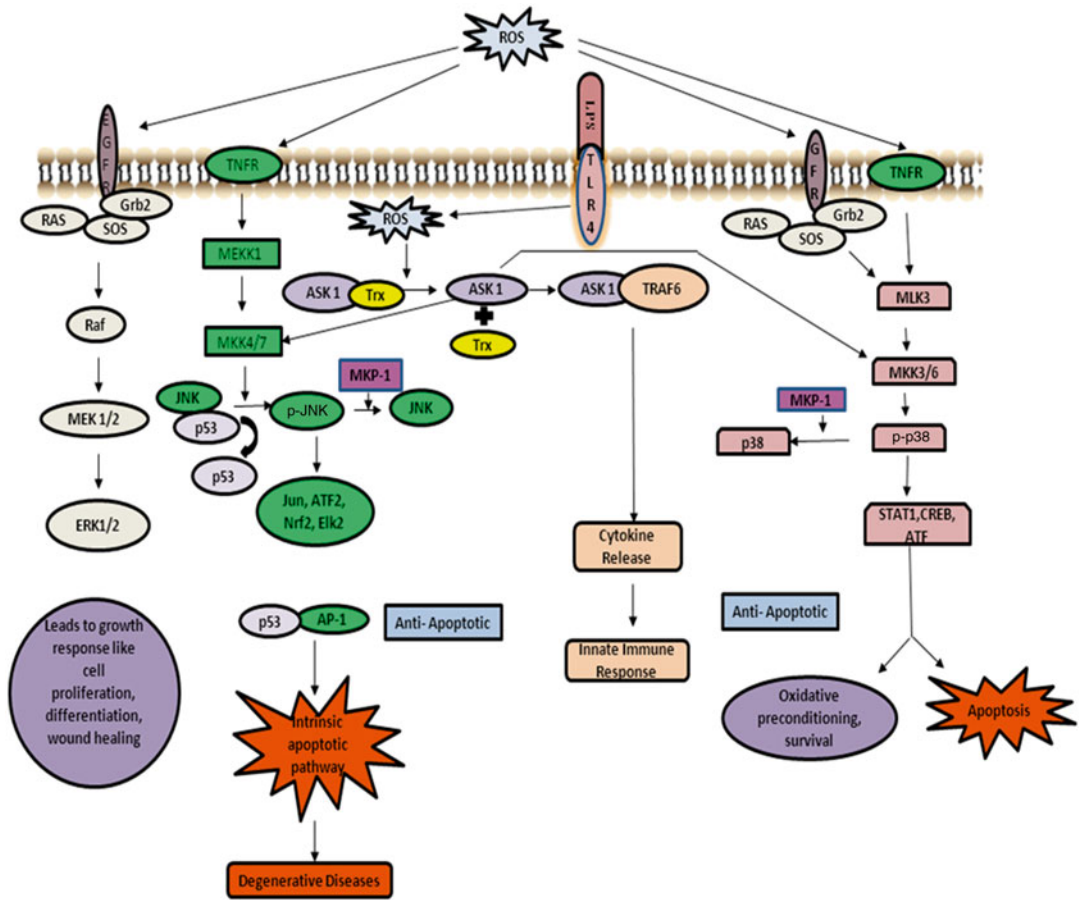 ROS
LPS
TLR4
EGFR
TNFR
Grb2
RAS
SOS
ROS
GFR
TNFR
Grb2
RAS
SOS
MEKK1
ASK 1
Trx
ASK 1
ASK 1
TRAF6
MLK3
Raf
MKK4/7
Trx
MKK3/6
MKP-1
MKP-1
JNK
p53
p-JNK
JNK
MEK 1/2
p38
p-p38
p53
Jun, ATF2,
Nrf2, Elk2
ERK1/2
STAT1,CREB,
ATF
Cytokine
Release
Leads to growth
response like
cell
proliferation,
differentiation,
wound healing
p53
AP-1
Anti- Apoptotic
Anti- Apoptotic
Innate Immune
Response
Intrinsic
apoptotic
pathway
Oxidative
preconditioning,
survival
Apoptosis
Degenerative Diseases